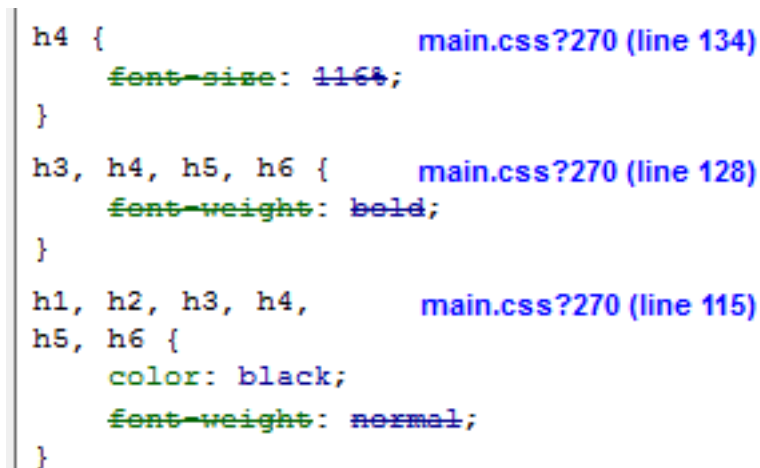 h4 { main.css?270 (line 134)
font-size: 116%;
}
h3, h4, h5, h6 { main.css?270 (line 128)
font-weight: bold;
}
h1, h2, h3, h4, main.css?270 (line 115)
h5, h6 {
color: black;
font-weight: normal;
}